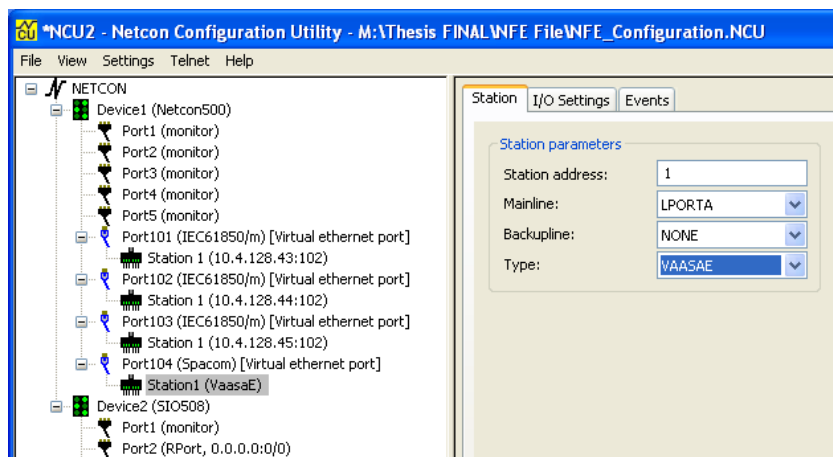 *NCU2 - Netcon Configuration Utility - M:\Thesis FINAL\NFE File\NFE_Configuration.NCU
File View Settings Telnet Help
NETCON
Device1 (Netcon500)
Port1 (monitor)
Port2 (monitor)
Port3 (monitor)
Port4 (monitor)
Port5 (monitor)
Port101 (IEC61850/m) [Virtual ethernet port]
Station 1 (10.4.128.43:102)
Port102 (IEC61850/m) [Virtual ethernet port]
Station 1 (10.4.128.44:102)
Port103 (IEC61850/m) [Virtual ethernet port]
Station 1 (10.4.128.45:102)
Port104 (Spacom) [Virtual ethernet port]
Station1 (VaasaE)
Device2 (SIO508)
Port1 (monitor)
Port2 (RPort, 0.0.0.0:0/0)
Station I/O Settings Events
Station parameters
Station address: 1
Mainline: LPORTA
Backupline: NONE
Type: VAASAE